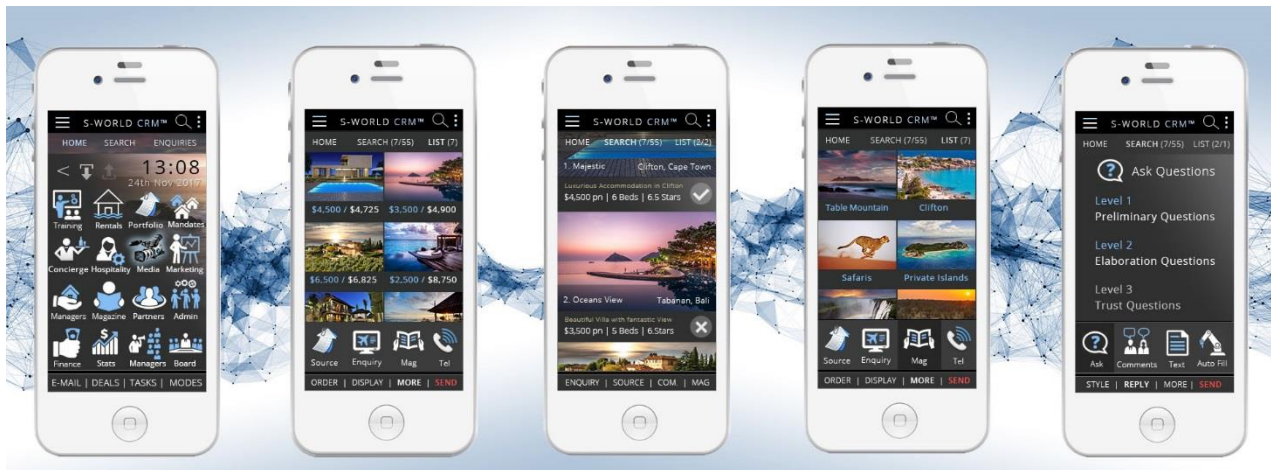 S-WORLD CRM™
HOME SEARCH ENQUIRIES
13:08
24th Nov 2017
Training Rentals Portfolio Mandates
Concierge Hospitality Media Marketing
Managers Magazine Partners Admin
Finance Stats Managers Board
E-MAIL | DEALS | TASKS | MODES
S-WORLD CRM™
HOME SEARCH (7/55) LIST (7)
$4,500 / $4,725 $3,500 / $4,900
$6,500 / $6,825 $2,500 / $8,750
Source Enquiry Mag Tel
ORDER | DISPLAY | MORE | SEND
S-WORLD CRM™
HOME SEARCH (7/55) LIST (2/2)
1. Majestic Clifton, Cape Town
Luxurious Accommodation in Clifton
$4,500 pn | 6 Beds | 6.5 Stars
2. Oceans View Tabanan, Bali
Beautiful Villa with fantastic View
$3,500 pn | 5 Beds | 6.Stars
ENQUIRY | SOURCE | COM. | MAG
S-WORLD CRM™
HOME SEARCH (7/55) LIST (7)
Table Mountain Clifton
Safaris Private Islands
Source Enquiry Mag Tel
ORDER | DISPLAY | MORE | SEND
S-WORLD CRM™
HOME SEARCH (7/55) LIST (2/1)
? Ask Questions
Level 1
Preliminary Questions
Level 2
Elaboration Questions
Level 3
Trust Questions
Ask Comments Text Auto Fill
STYLE | REPLY | MORE | SEND